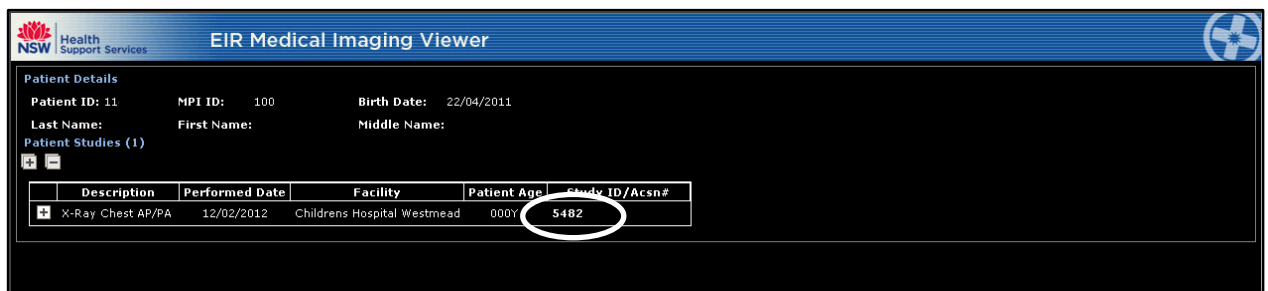 NSW Health Support Services EIR Medical Imaging Viewer
Patient Details
Patient ID: 11 MPI ID: 100 Birth Date: 22/04/2011
Last Name: First Name: Middle Name:
Patient Studies (1)
Description Performed Date Facility Patient Age Study ID/Acsn#
X-Ray Chest AP/PA 12/02/2012 Childrens Hospital Westmead 000Y 5482